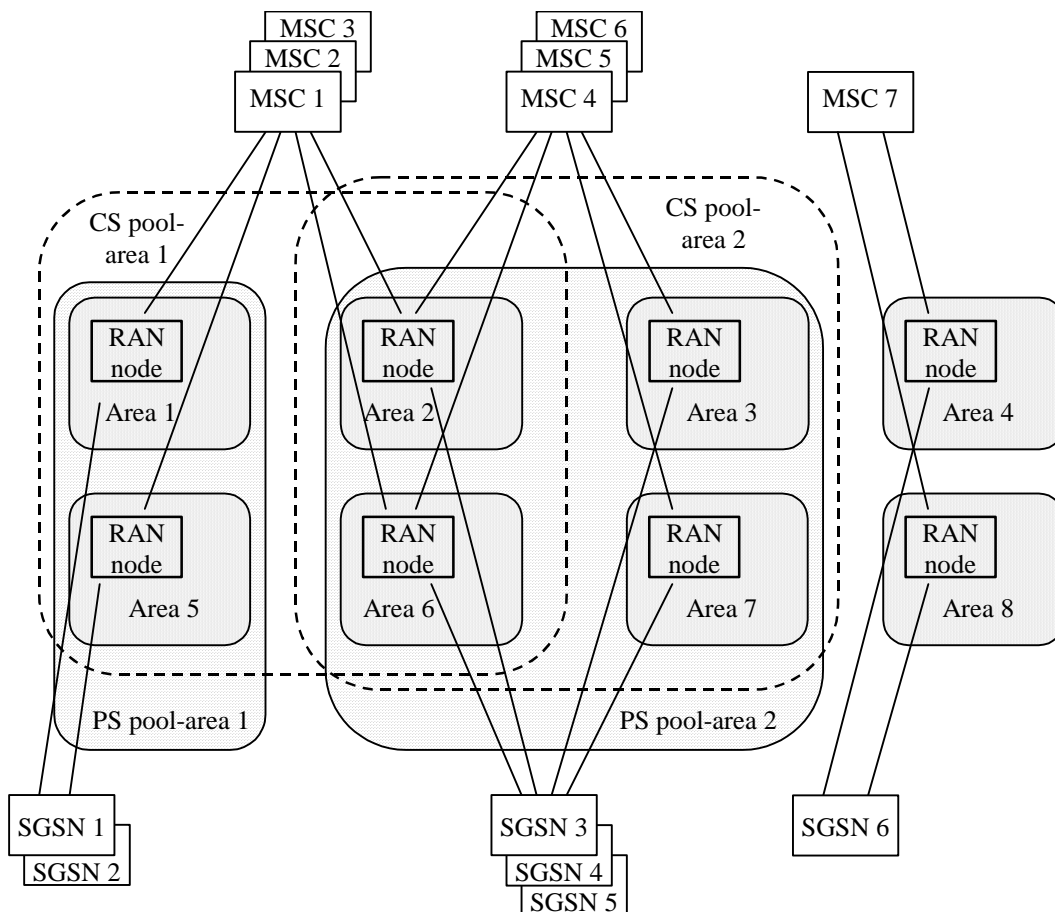 MSC 3
MSC 2
MSC 1
MSC 6
MSC 5
MSC 4
MSC 7
CS pool-
area 1
CS pool-
area 2
RAN
node
Area 1
RAN
node
Area 2
RAN
node
Area 3
RAN
node
Area 4
RAN
node
Area 5
RAN
node
Area 6
RAN
node
Area 7
RAN
node
Area 8
PS pool-area 1
PS pool-area 2
SGSN 1
SGSN 2
SGSN 3
SGSN 4
SGSN 5
SGSN 6